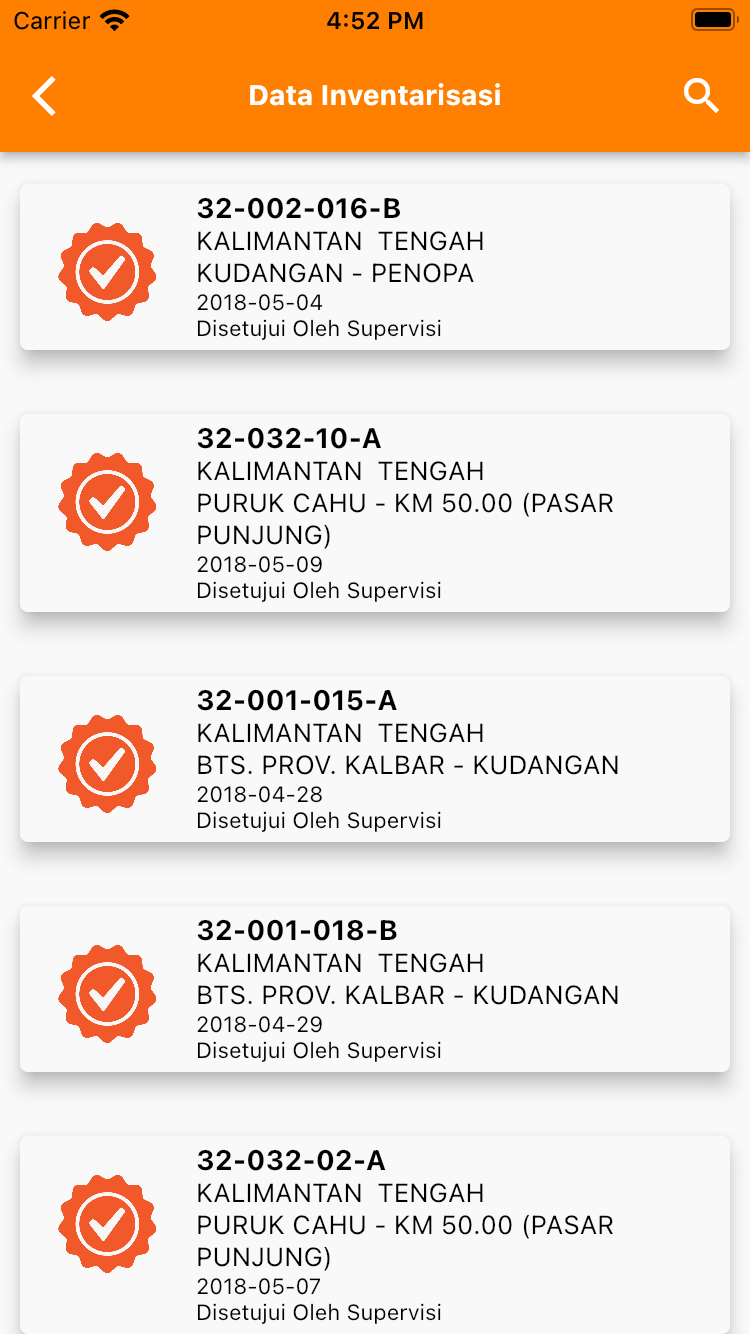 Carrier 4:52 PM
Data Inventarisasi
32-002-016-B
KALIMANTAN  TENGAH
KUDANGAN - PENOPA
2018-05-04
Disetujui Oleh Supervisi
32-032-10-A
KALIMANTAN  TENGAH
PURUK CAHU - KM 50.00 (PASAR
PUNJUNG)
2018-05-09
Disetujui Oleh Supervisi
32-001-015-A
KALIMANTAN  TENGAH
BTS. PROV. KALBAR - KUDANGAN
2018-04-28
Disetujui Oleh Supervisi
32-001-018-B
KALIMANTAN  TENGAH
BTS. PROV. KALBAR - KUDANGAN
2018-04-29
Disetujui Oleh Supervisi
32-032-02-A
KALIMANTAN  TENGAH
PURUK CAHU - KM 50.00 (PASAR
PUNJUNG)
2018-05-07
Disetujui Oleh Supervisi